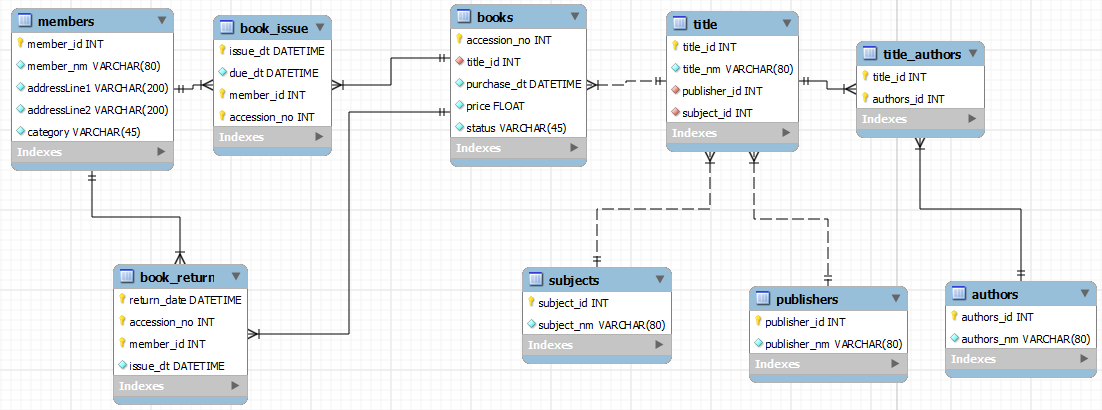 members
member_id INT
member_nm VARCHAR(80)
addressLine1 VARCHAR(200)
addressLine2 VARCHAR(200)
category VARCHAR(45)
Indexes
book_issue
issue_dt DATETIME
due_dt DATETIME
member_id INT
accession_no INT
Indexes
books
accession_no INT
title_id INT
purchase_dt DATETIME
price FLOAT
status VARCHAR(45)
Indexes
title
title_id INT
title_nm VARCHAR(80)
publisher_id INT
subject_id INT
Indexes
title_authors
title_id INT
authors_id INT
Indexes
book_return
return_date DATETIME
accession_no INT
member_id INT
issue_dt DATETIME
Indexes
subjects
subject_id INT
subject_nm VARCHAR(80)
Indexes
publishers
publisher_id INT
publisher_nm VARCHAR(80)
Indexes
authors
authors_id INT
authors_nm VARCHAR(80)
Indexes